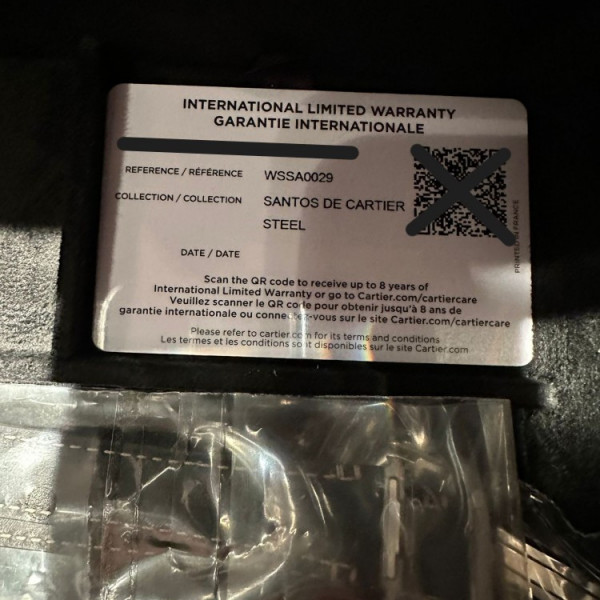 INTERNATIONAL LIMITED WARRANTY
GARANTIE INTERNATIONALE
REFERENCE / RÉFÉRENCE WSSA0029
COLLECTION / COLLECTION SANTOS DE CARTIER
STEEL
DATE / DATE
Scan the QR code to receive up to 8 years of
International Limited Warranty or go to Cartier.com/cartiercare
Veuillez scanner le QR code pour obtenir jusqu'à 8 ans de
garantie internationale ou connectez-vous sur le site Cartier.com/cartiercare
Please refer to cartier.com for its terms and conditions
Les termes et les conditions sont disponibles sur le site Cartier.com
PRINTED IN FRANCE